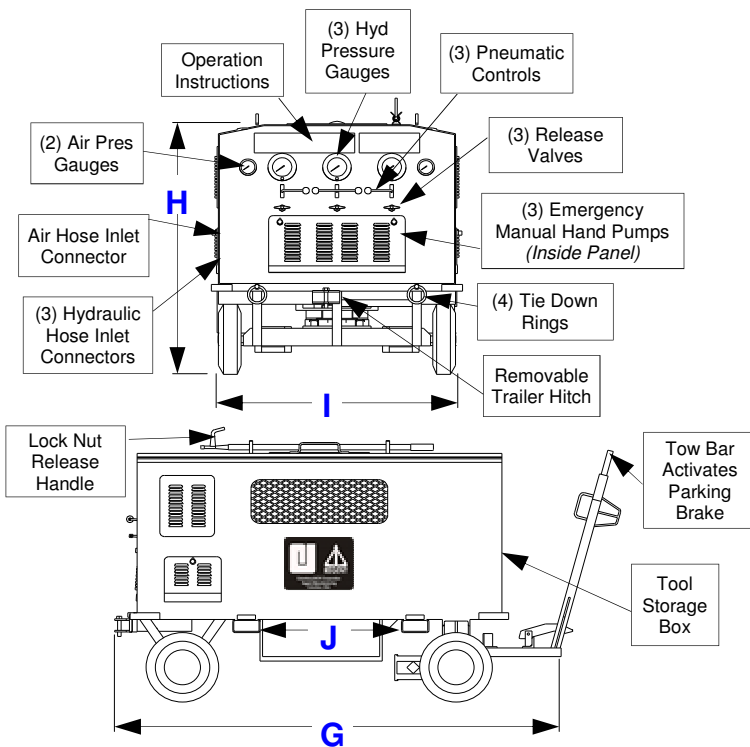 (3) Hyd
Pressure
Gauges
Operation
Instructions
(3) Pneumatic
Controls
(2) Air Pres
Gauges
(3) Release
Valves
H
Air Hose Inlet
Connector
(3) Emergency
Manual Hand Pumps
(Inside Panel)
(3) Hydraulic
Hose Inlet
Connectors
(4) Tie Down
Rings
I
Removable
Trailer Hitch
Lock Nut
Release
Handle
Tow Bar
Activates
Parking
Brake
Tool
Storage
Box
J
G